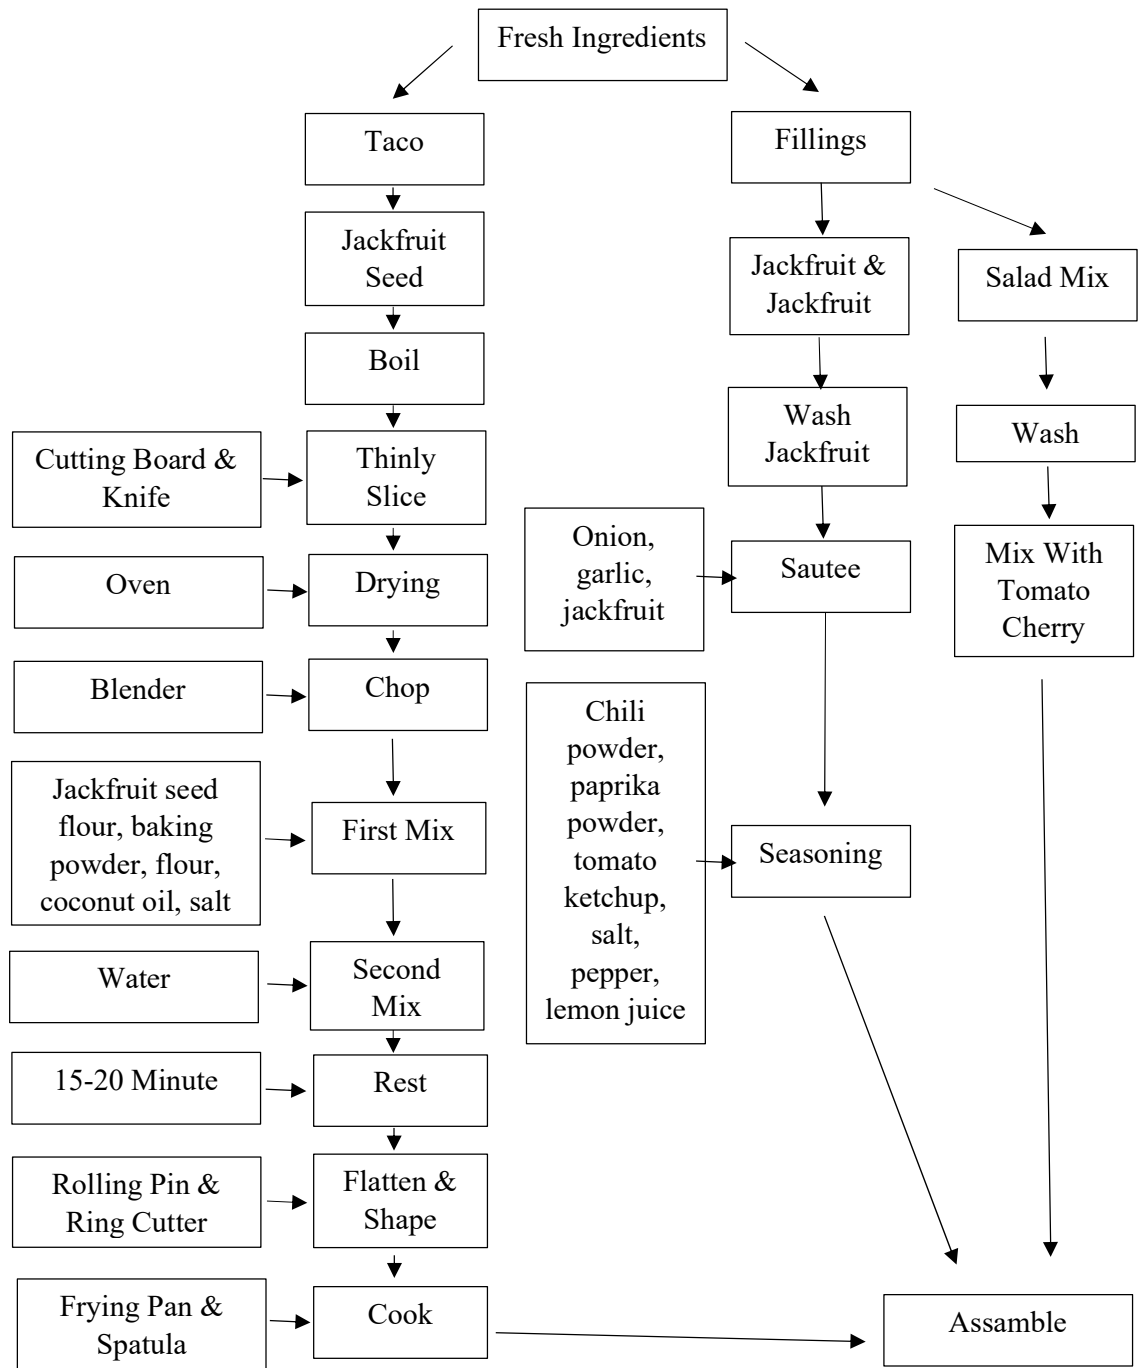 Fresh Ingredients
Taco
Fillings
Jackfruit
Seed
Jackfruit &
Jackfruit
Salad Mix
Boil
Wash
Jackfruit
Wash
Cutting Board &
Knife
Thinly
Slice
Onion,
garlic,
jackfruit
Sautee
Mix With
Tomato
Cherry
Oven
Drying
Blender
Chop
Chili
powder,
paprika
powder,
tomato
ketchup,
salt,
pepper,
lemon juice
Seasoning
Jackfruit seed
flour, baking
powder, flour,
coconut oil, salt
First Mix
Water
Second
Mix
15-20 Minute
Rest
Rolling Pin &
Ring Cutter
Flatten &
Shape
Frying Pan &
Spatula
Cook
Assamble